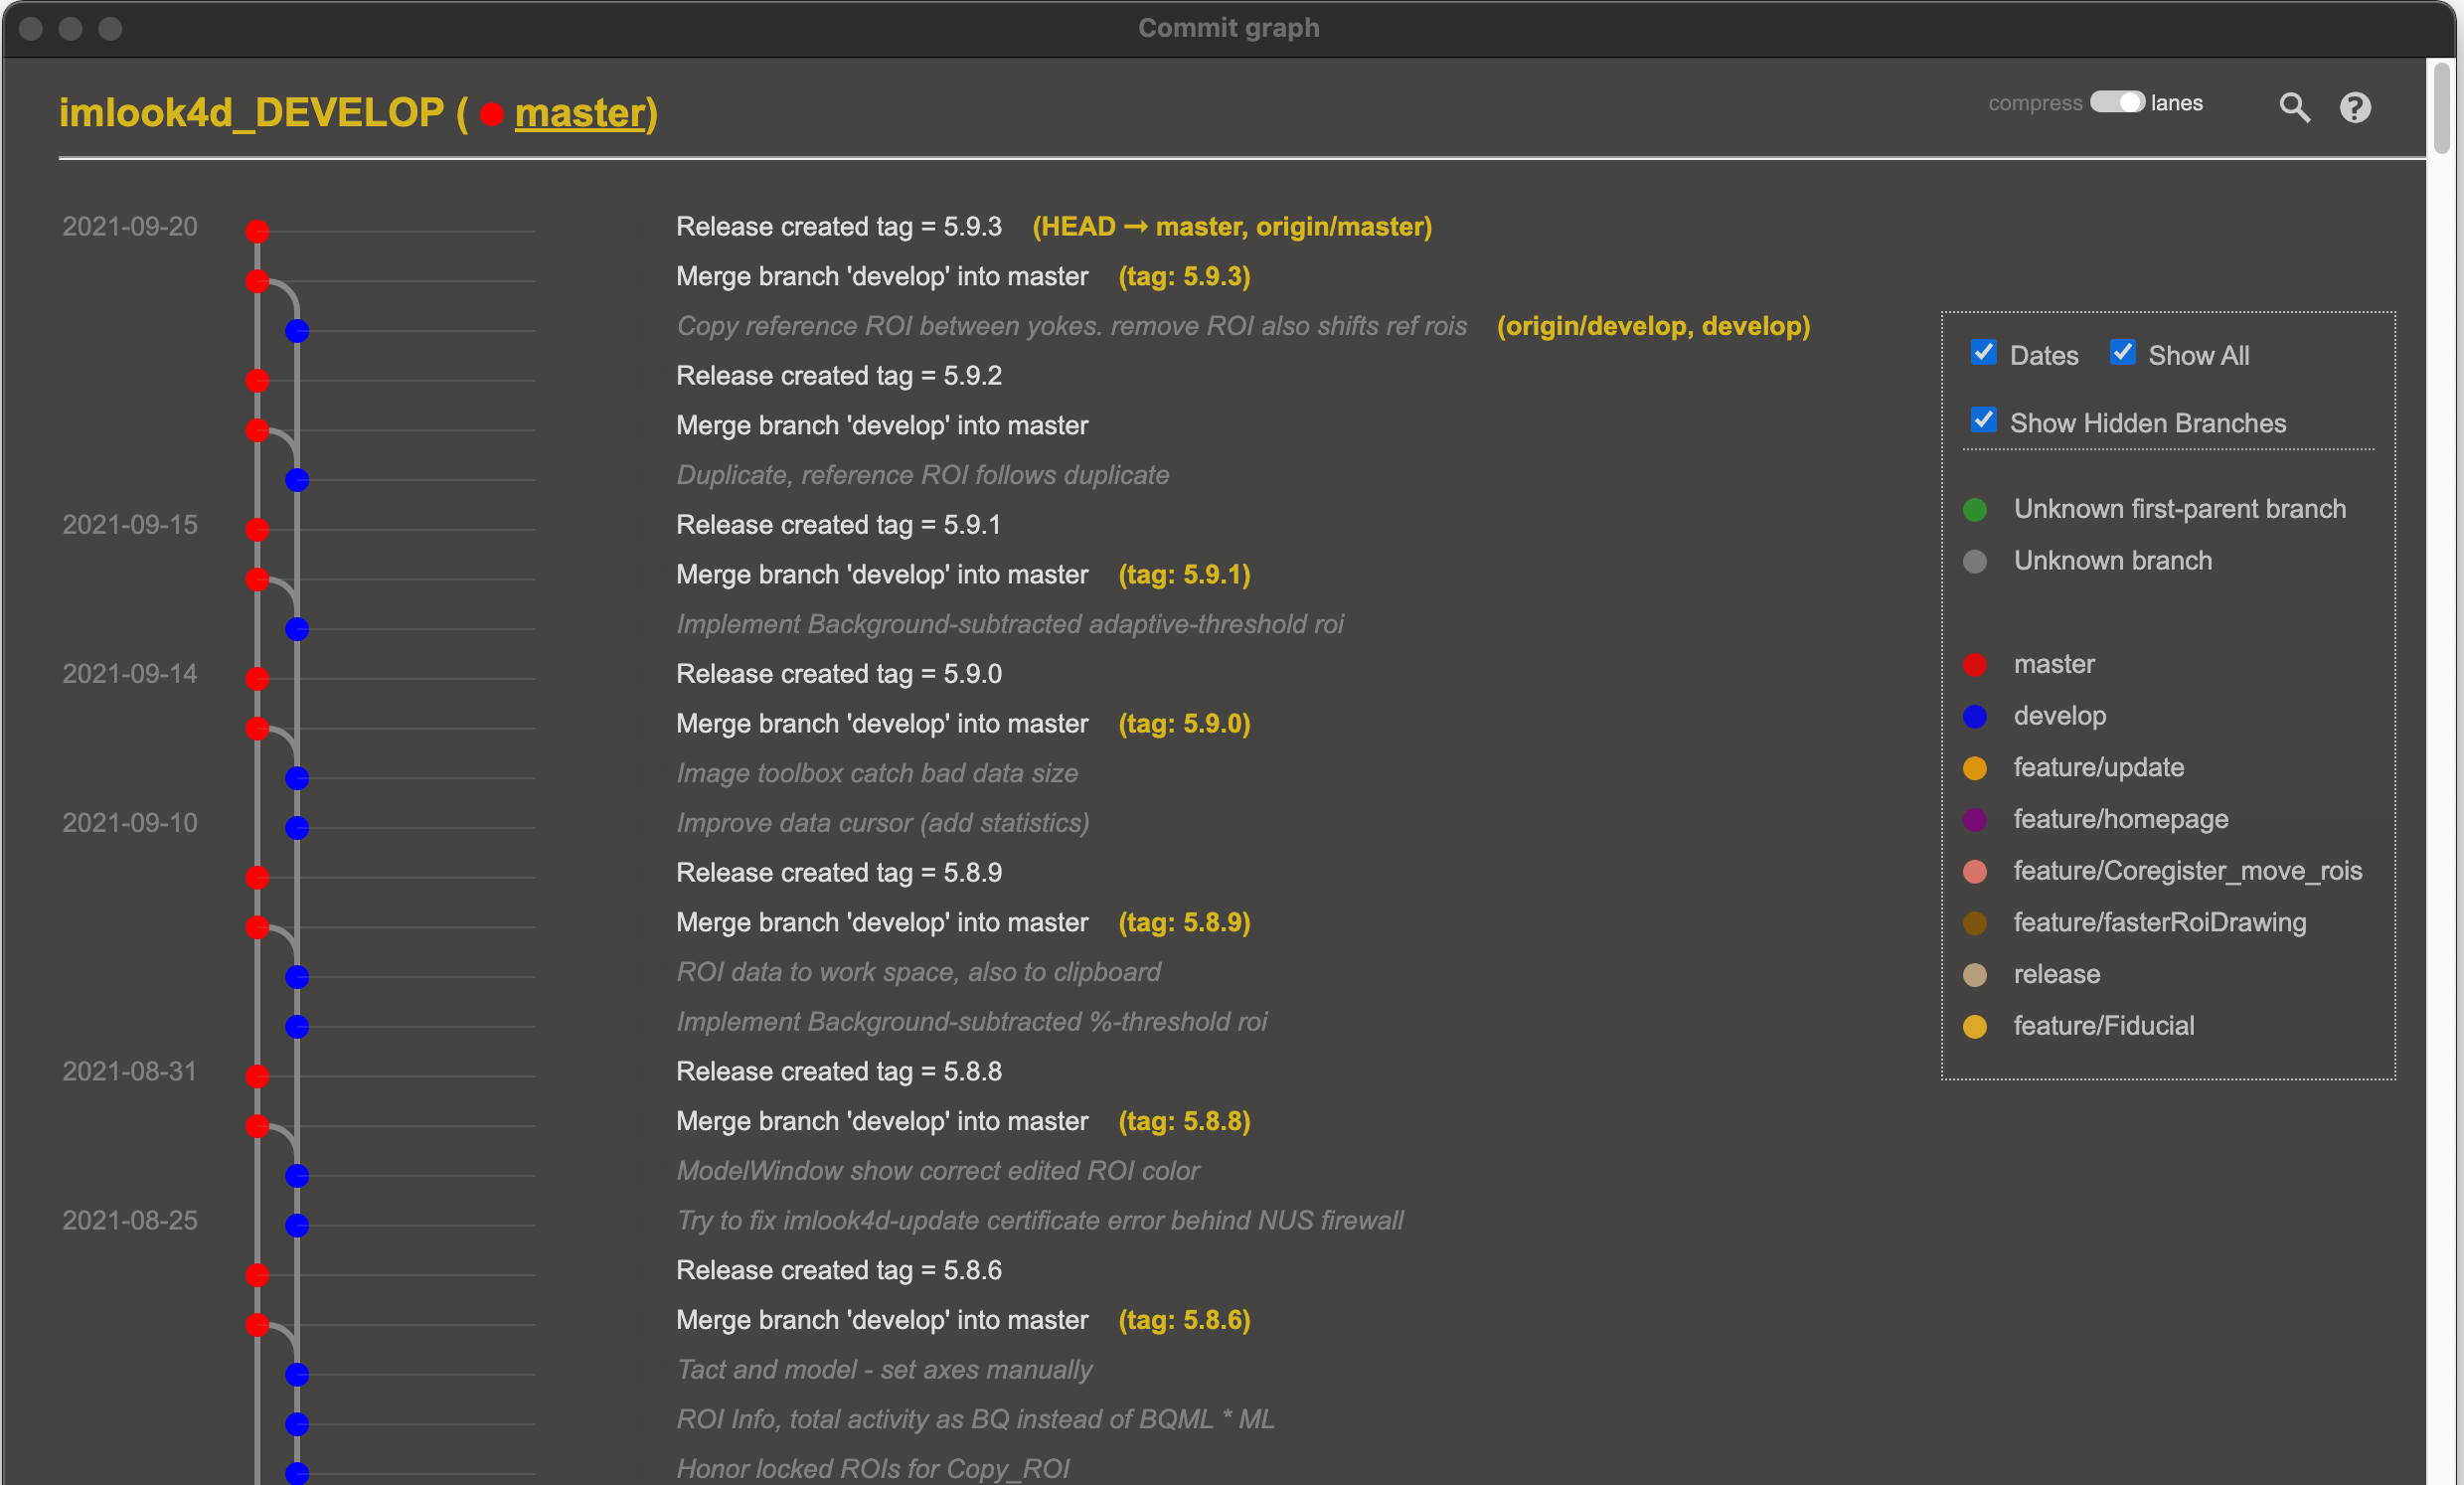 Commit graph
imlook4d_DEVELOP ( master)
compress lanes
2021-09-20 Release created tag = 5.9.3 (HEAD → master, origin/master)
Merge branch 'develop' into master (tag: 5.9.3)
Copy reference ROI between yokes. remove ROI also shifts ref rois (origin/develop, develop)
Release created tag = 5.9.2
Merge branch 'develop' into master
Duplicate, reference ROI follows duplicate
2021-09-15 Release created tag = 5.9.1
Merge branch 'develop' into master (tag: 5.9.1)
Implement Background-subtracted adaptive-threshold roi
2021-09-14 Release created tag = 5.9.0
Merge branch 'develop' into master (tag: 5.9.0)
Image toolbox catch bad data size
2021-09-10 Improve data cursor (add statistics)
Release created tag = 5.8.9
Merge branch 'develop' into master (tag: 5.8.9)
ROI data to work space, also to clipboard
Implement Background-subtracted %-threshold roi
2021-08-31 Release created tag = 5.8.8
Merge branch 'develop' into master (tag: 5.8.8)
ModelWindow show correct edited ROI color
2021-08-25 Try to fix imlook4d-update certificate error behind NUS firewall
Release created tag = 5.8.6
Merge branch 'develop' into master (tag: 5.8.6)
Tact and model - set axes manually
ROI Info, total activity as BQ instead of BQML * ML
Honor locked ROIs for Copy_ROI
Dates Show All
Show Hidden Branches
Unknown first-parent branch
Unknown branch
master
develop
feature/update
feature/homepage
feature/Coregister_move_rois
feature/fasterRoiDrawing
release
feature/Fiducial